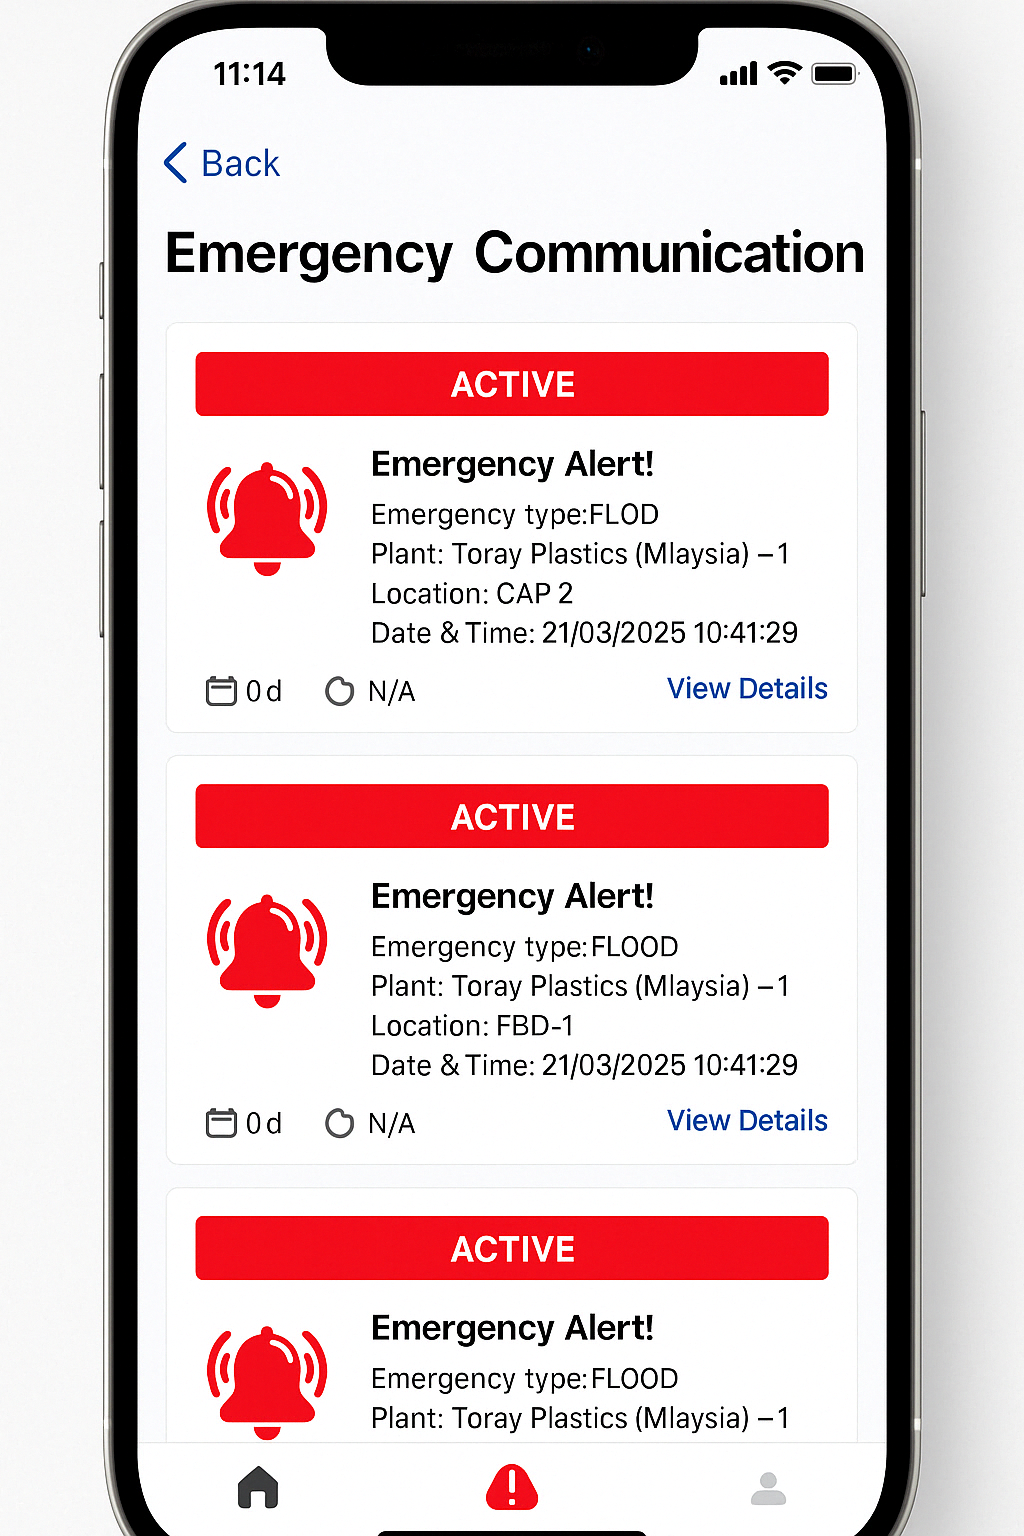 11:14
Back
Emergency Communication
ACTIVE
Emergency Alert!
Emergency type:FLOD
Plant: Toray Plastics (Mlaysia) –1
Location: CAP 2
Date & Time: 21/03/2025 10:41:29
0 d N/A View Details
ACTIVE
Emergency Alert!
Emergency type:FLOOD
Plant: Toray Plastics (Mlaysia) –1
Location: FBD-1
Date & Time: 21/03/2025 10:41:29
0 d N/A View Details
ACTIVE
Emergency Alert!
Emergency type:FLOOD
Plant: Toray Plastics (Mlaysia) –1